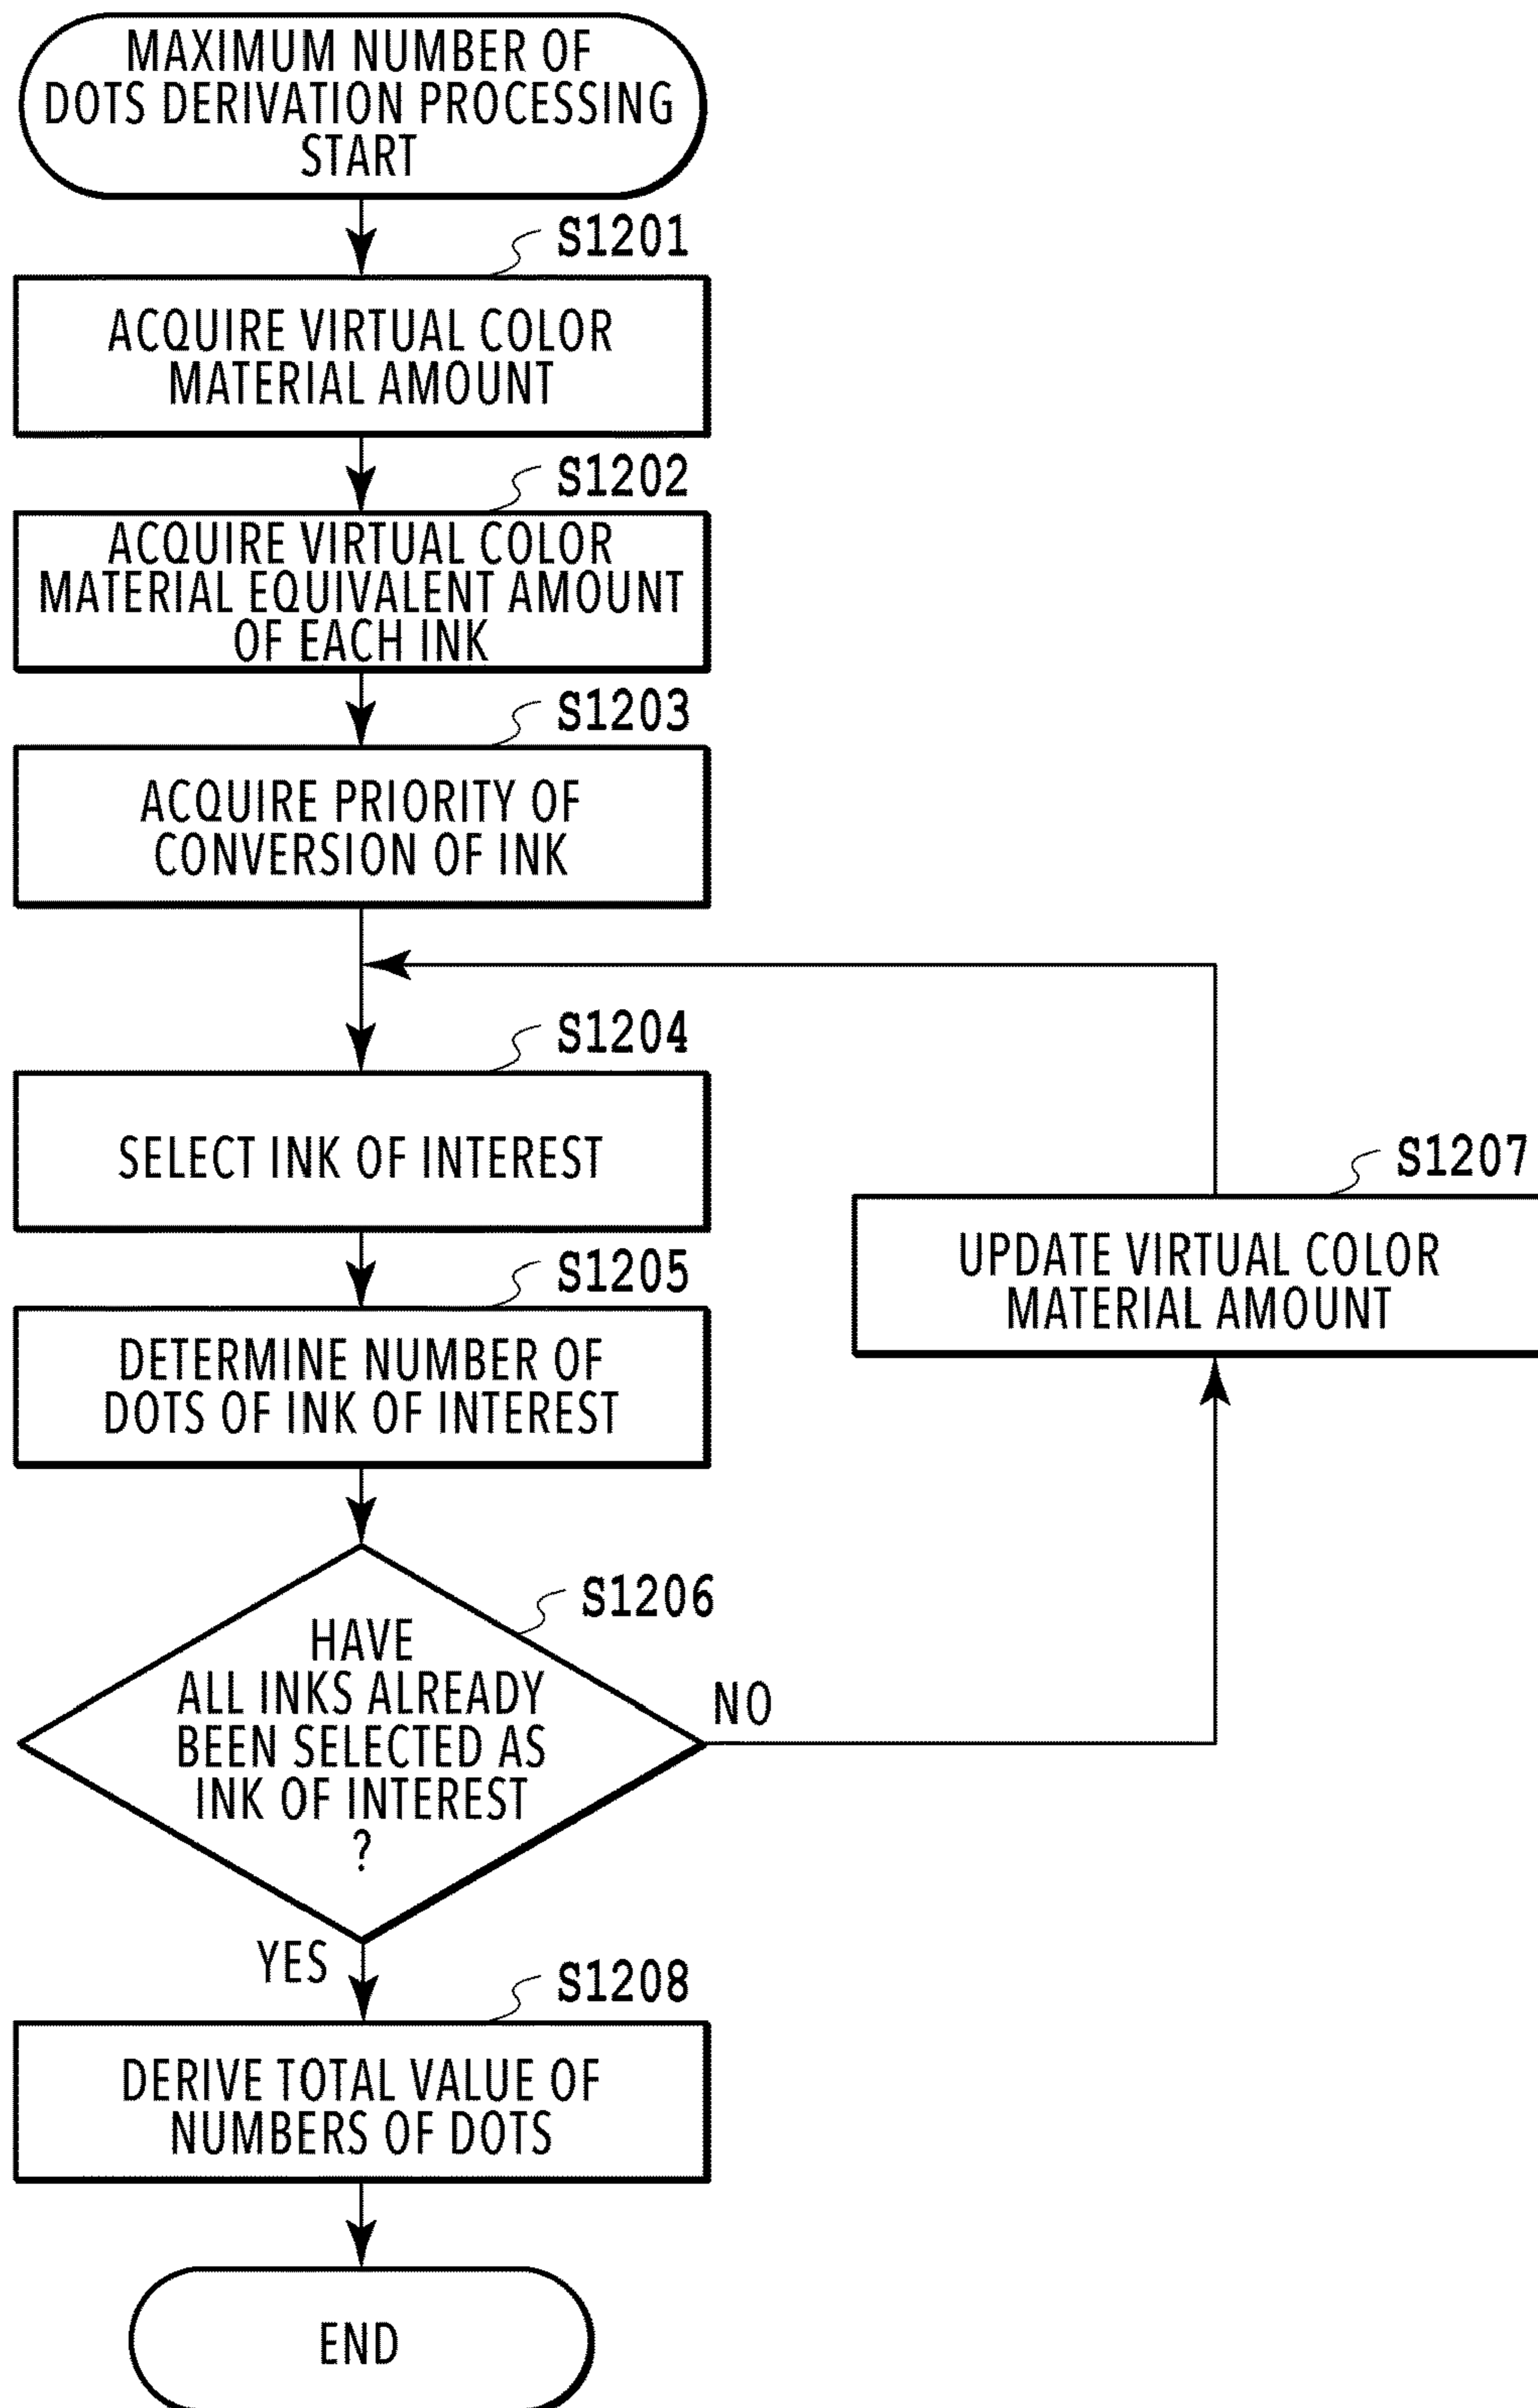 MAXIMUM NUMBER OF
DOTS DERIVATION PROCESSING
START
S1201
ACQUIRE VIRTUAL COLOR
MATERIAL AMOUNT
S1202
ACQUIRE VIRTUAL COLOR
MATERIAL EQUIVALENT AMOUNT
OF EACH INK
S1203
ACQUIRE PRIORITY OF
CONVERSION OF INK
S1204
SELECT INK OF INTEREST
S1207
UPDATE VIRTUAL COLOR
MATERIAL AMOUNT
S1205
DETERMINE NUMBER OF
DOTS OF INK OF INTEREST
S1206
HAVE
ALL INKS ALREADY
BEEN SELECTED AS
INK OF INTEREST
?
NO
YES
S1208
DERIVE TOTAL VALUE OF
NUMBERS OF DOTS
END